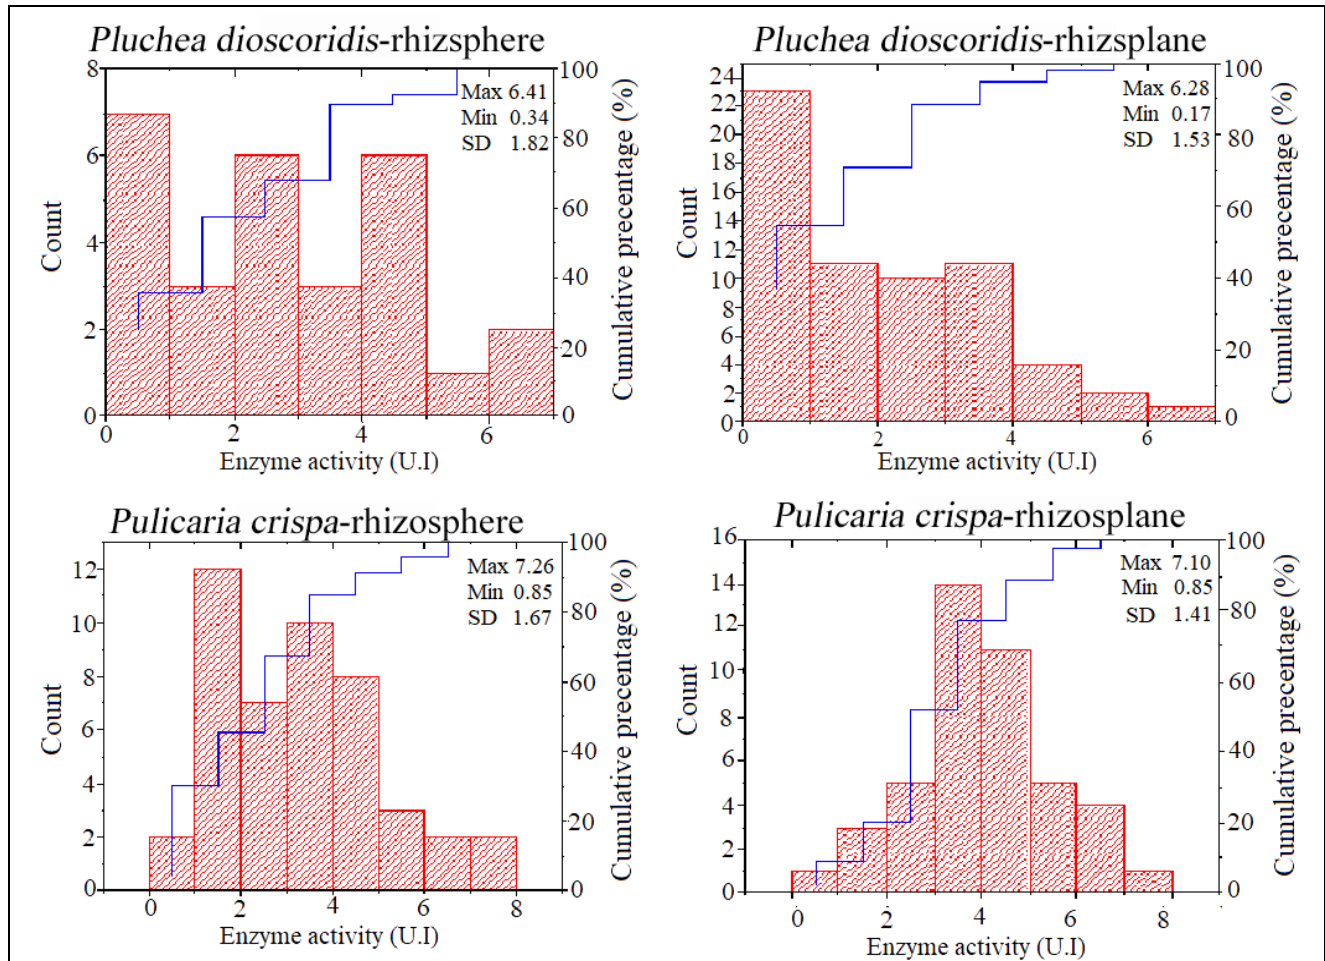 Pluchea dioscoridis-rhizsphere
8
6
4
2
0
Count
0 2 4 6
Enzyme activity (U.I)
100
80
60
40
20
0
Cumulative precentage (%)
Max 6.41
Min 0.34
SD 1.82
Pluchea dioscoridis-rhizsplane
24
22
20
18
16
14
12
10
8
6
4
2
0
Count
0 2 4 6
Enzyme activity (U.I)
100
80
60
40
20
0
Cumulative precentage (%)
Max 6.28
Min 0.17
SD 1.53
Pulicaria crispa-rhizosphere
12
10
8
6
4
2
0
Count
0 2 4 6 8
Enzyme activity (U.I)
100
80
60
40
20
0
Cumulative precentage (%)
Max 7.26
Min 0.85
SD 1.67
Pulicaria crispa-rhizosplane
16
14
12
10
8
6
4
2
0
Count
0 2 4 6 8
Enzyme activity (U.I)
100
80
60
40
20
0
Cumulative precentage (%)
Max 7.10
Min 0.85
SD 1.41